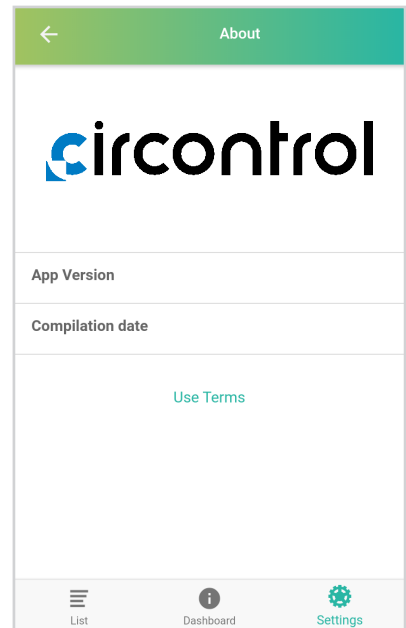 About
circontrol
App Version
Compilation date
Use Terms
List
Dashboard
Settings